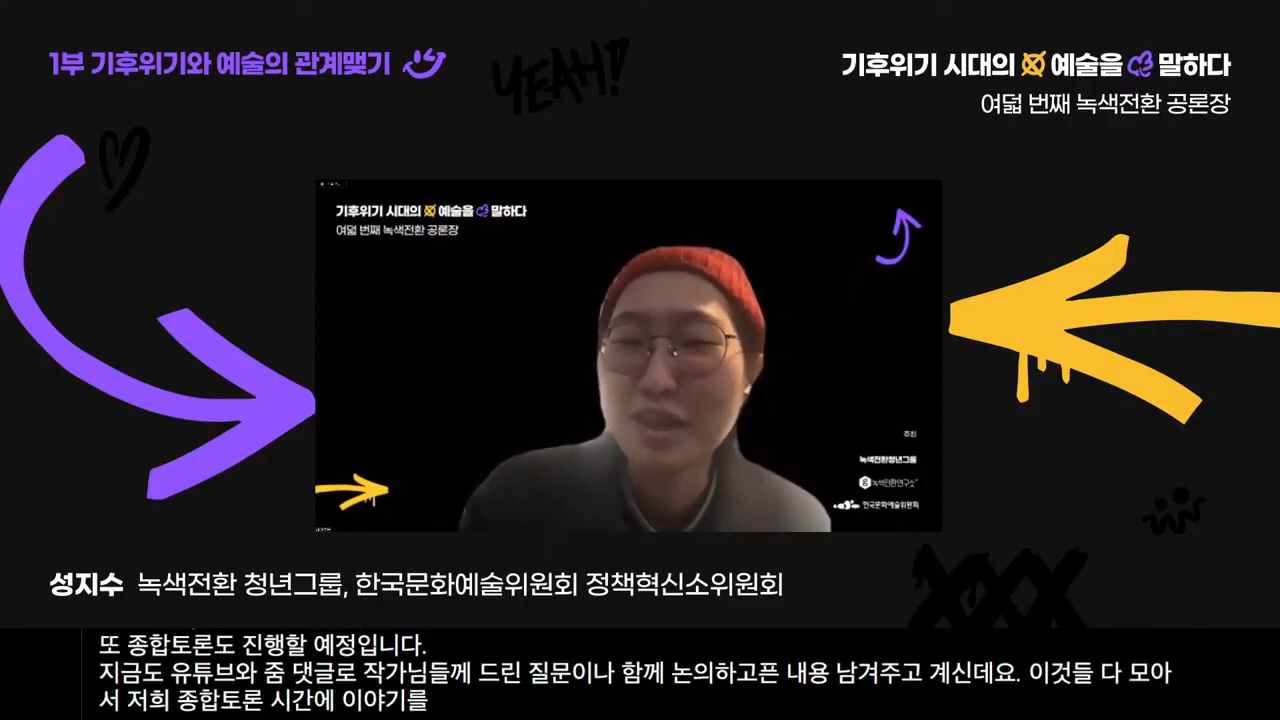 1부 기후위기와 예술의 관계맺기
YEAH!
기후위기 시대의 예술을 말하다
여덟 번째 녹색전환 공론장
기후위기 시대의 예술을 말하다
여덟 번째 녹색전환 공론장
주최
녹색전환청년그룹
녹색전환연구소
한국문화예술위원회
성지수 녹색전환 청년그룹, 한국문화예술위원회 정책혁신소위원회
XXX
또 종합토론도 진행할 예정입니다.
지금도 유튜브와 줌 댓글로 작가님들께 드린 질문이나 함께 논의하고픈 내용 남겨주고 계신데요. 이것들 다 모아
서 저희 종합토론 시간에 이야기를